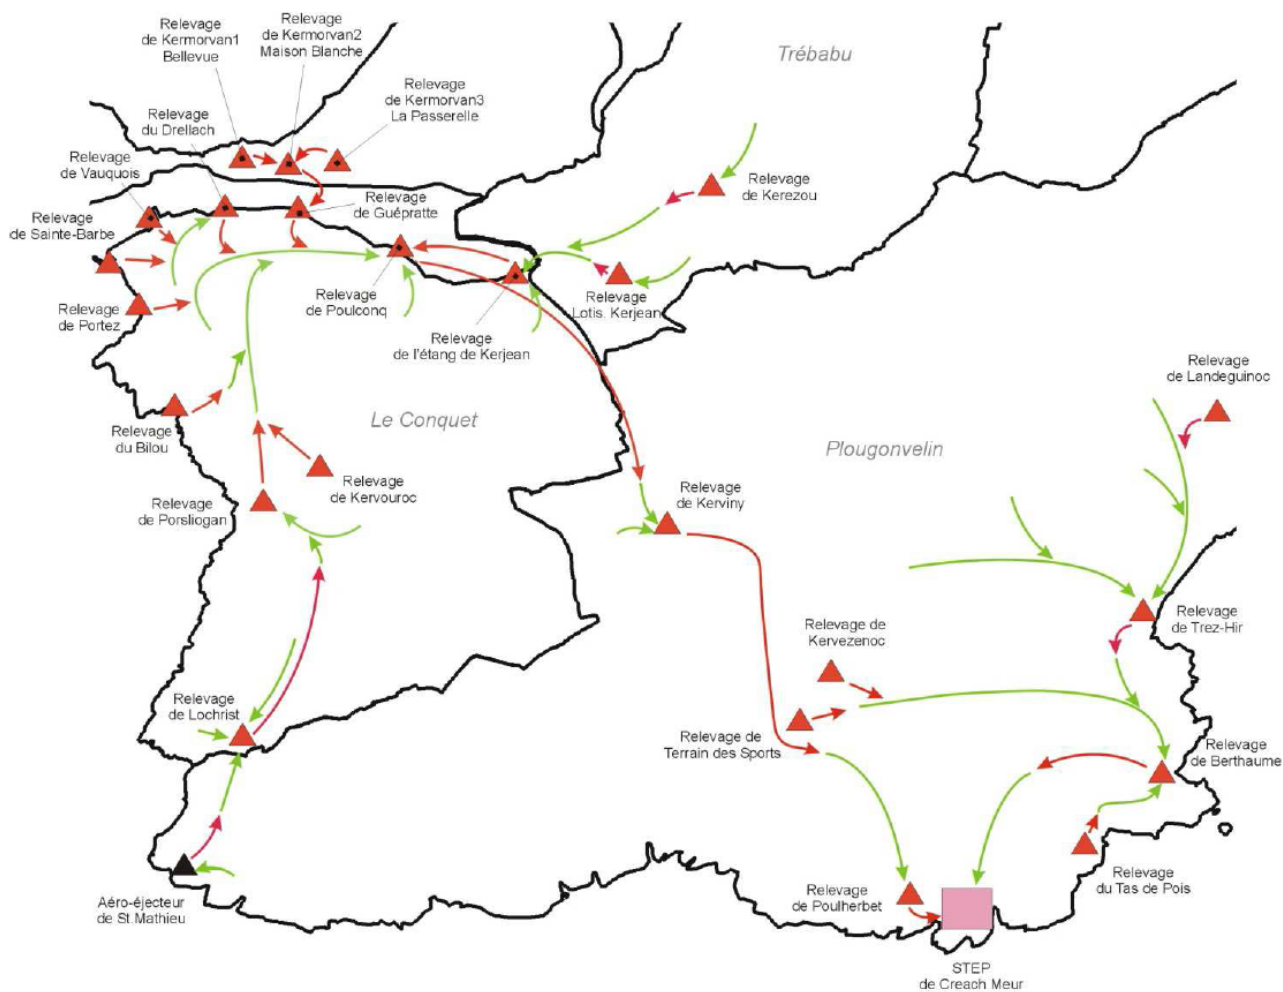 Relevage
de Kermorvan1
Bellevue
Relevage
de Kermorvan2
Maison Blanche
Trébabu
Relevage
de Kermorvan3
La Passerelle
Relevage
du Drellach
Relevage
de Vauquois
Relevage
de Kerezou
Relevage
de Guépratte
Relevage
de Sainte-Barbe
Relevage
de Portez
Relevage
de Poulconq
Relevage
Lotis. Kerjean
Relevage
de l'étang de Kerjean
Relevage
de Landeguinoc
Le Conquet
Relevage
du Bilou
Plougonvelin
Relevage
de Kervouroc
Relevage
de Kerviny
Relevage
de Porsliogan
Relevage
de Trez-Hir
Relevage de
Kervezenoc
Relevage
de Lochrist
Relevage de
Terrain des Sports
Relevage
de Berthaume
Relevage
du Tas de Pois
Relevage
de Poulherbet
Aéro-éjecteur
de St.Mathieu
STEP
de Creach Meur